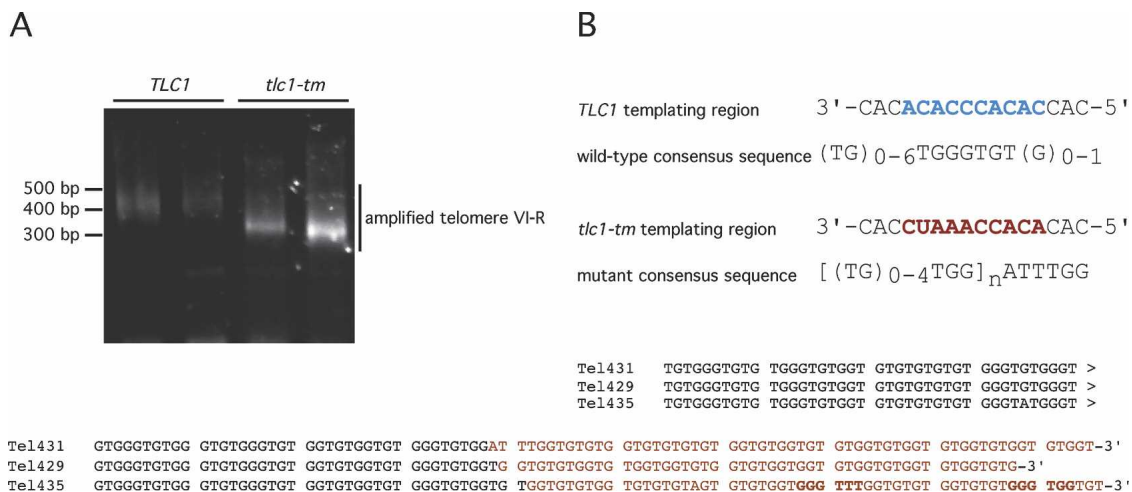 A
B
TLC1
tlc1-tm
500 bp
400 bp
300 bp
amplified telomere VI-R
TLC1 templating region 3'-CACACACCCACACCAC-5'
wild-type consensus sequence (TG)0-6TGGGTGT(G)0-1
tlc1-tm templating region 3'-CACCUAAACCACACAC-5'
mutant consensus sequence [(TG)0-4TGG]nATTTGG
Tel431 TGTGGGTGTG TGGGTGTGGT GTGTGTGTGT GGGTGTGGGT >
Tel429 TGTGGGTGTG TGGGTGTGGT GTGTGTGTGT GGGTGTGGGT >
Tel435 TGTGGGTGTG TGGGTGTGGT GTGTGTGTGT GGGTATGGGT >
Tel431 GTGGGTGTGG GTGTGGGTGT GGTGTGGTGT GGGTGTGGAT TTGGTGTGTG GTGTGTGTGT GGTGTGGTGT GTGGTGTGGT GTGGTGTGGT GTGGT-3'
Tel429 GTGGGTGTGG GTGTGGGTGT GGTGTGGTGT GGGTGTGGTG GTGTGTGGTG TGGTGGTGTG GTGTGGTGGT GTGGTGTGGT GTGGTGTG-3'
Tel435 GTGGGTGTGG GTGTGGGTGT GGTGTGGTGT GGGTGTGGTG TGGTGTGTGG TGTGTGTAGT GTGTGGTGGG TTTGGTGTGT GGTGTGTGGG TGGTGT-3'